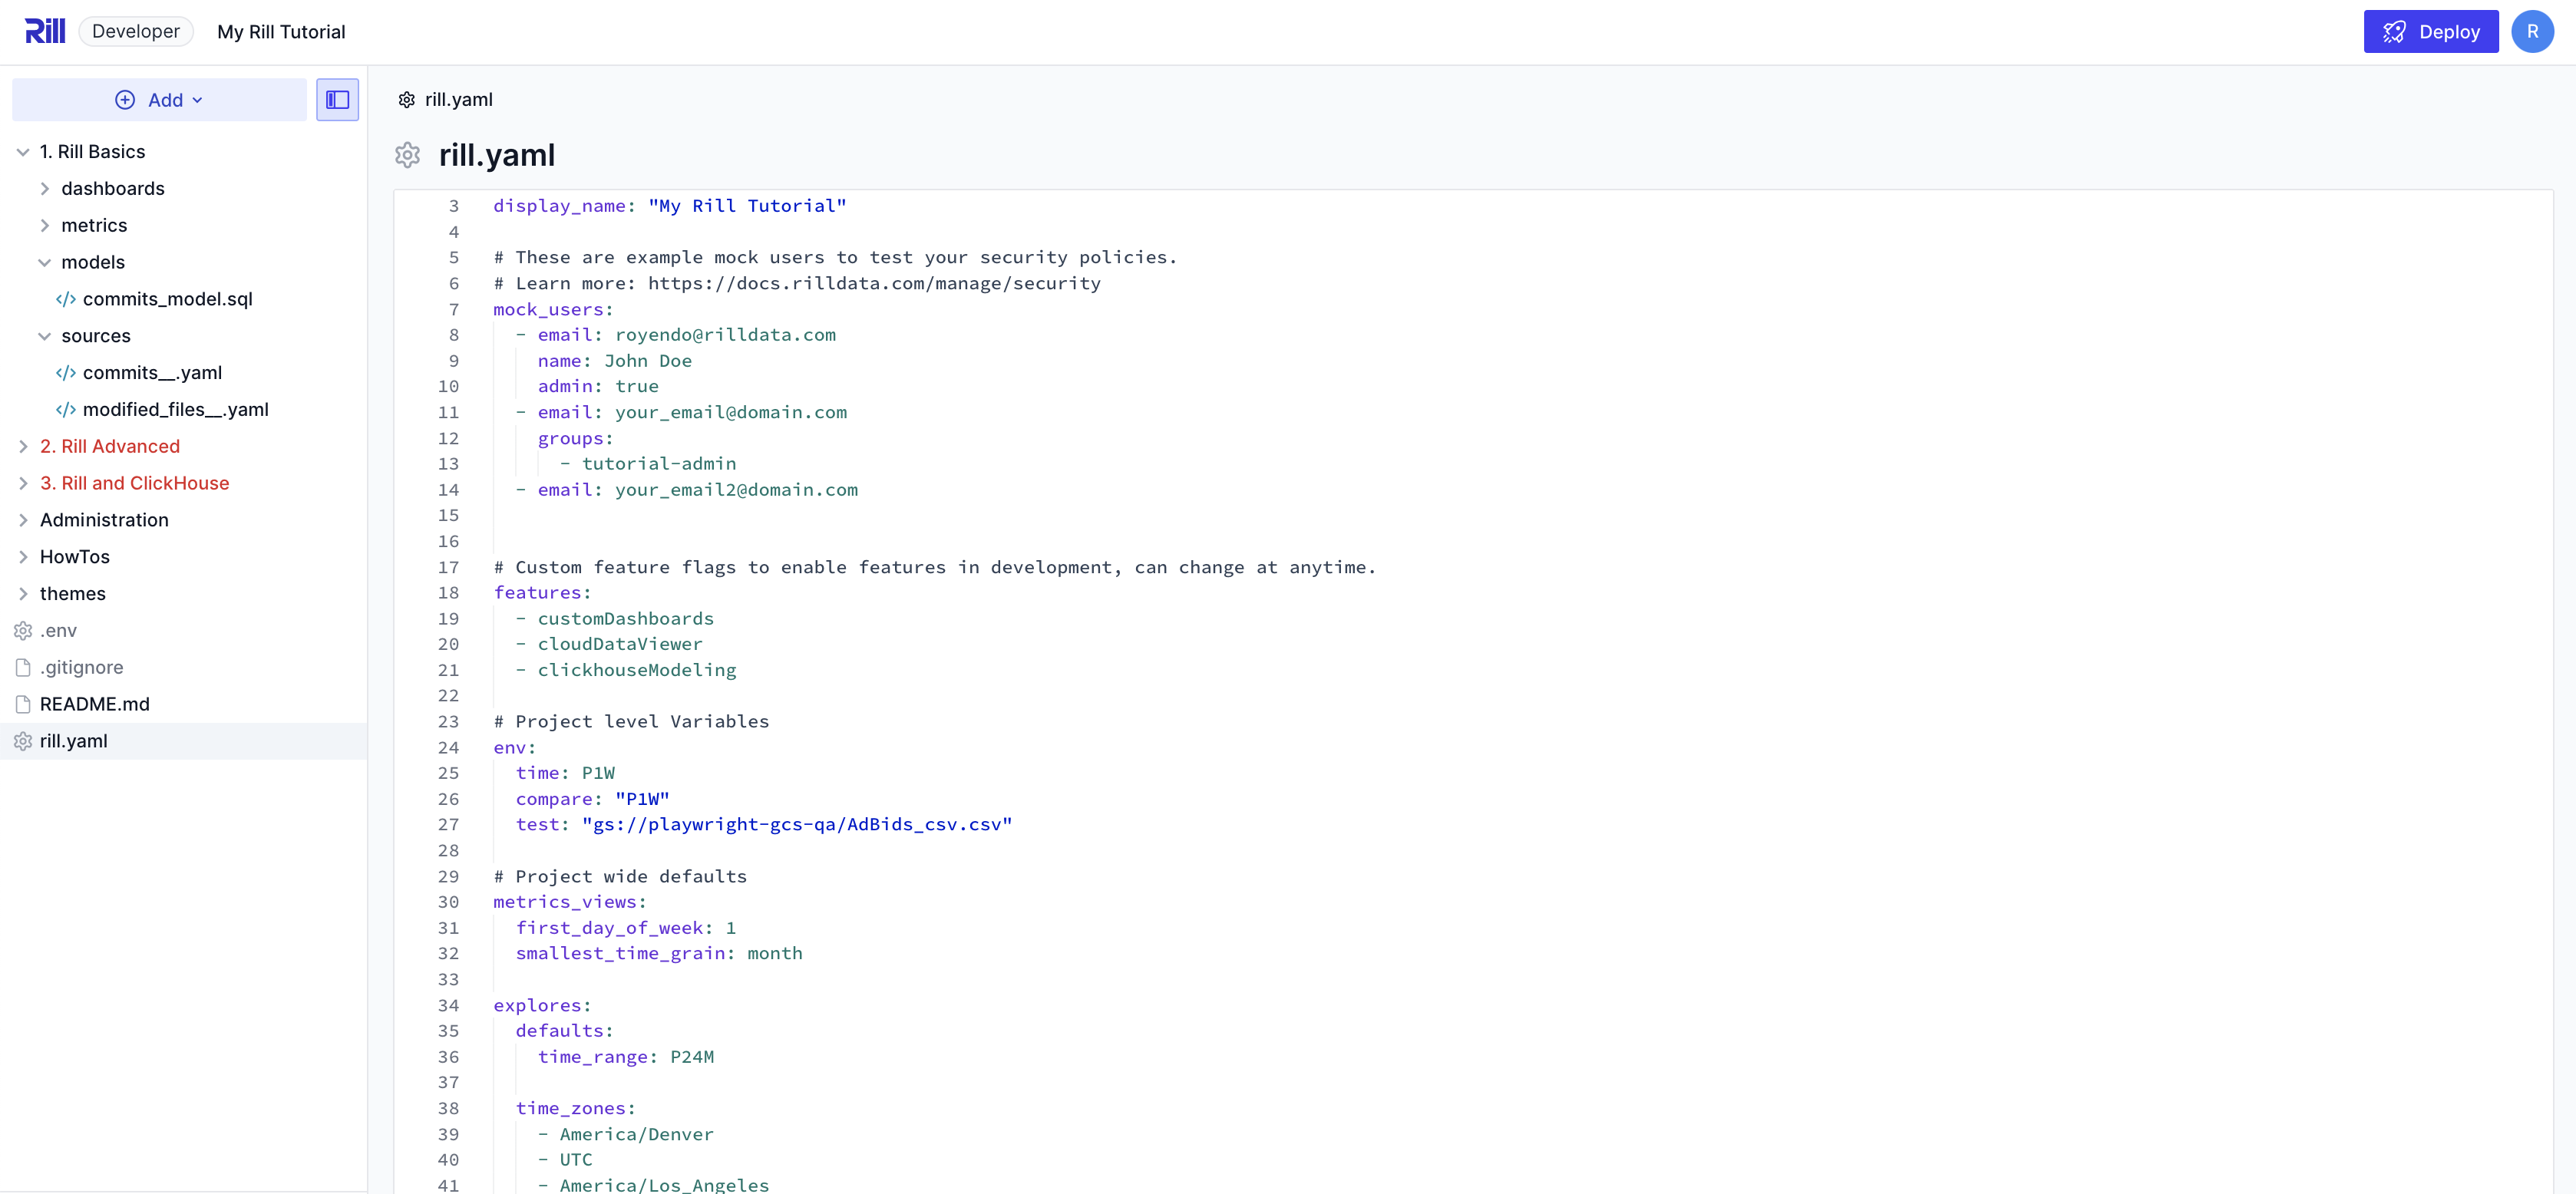 Rill Developer My Rill Tutorial Deploy R
Add
1. Rill Basics
dashboards
metrics
models
</> commits_model.sql
sources
</> commits__.yaml
</> modified_files__.yaml
2. Rill Advanced
3. Rill and ClickHouse
Administration
HowTos
themes
.env
.gitignore
README.md
rill.yaml
rill.yaml
rill.yaml
3 display_name: "My Rill Tutorial"
4
5 # These are example mock users to test your security policies.
6 # Learn more: https://docs.rilldata.com/manage/security
7 mock_users:
8 - email: royendo@rilldata.com
9 name: John Doe
10 admin: true
11 - email: your_email@domain.com
12 groups:
13 - tutorial-admin
14 - email: your_email2@domain.com
15
16
17 # Custom feature flags to enable features in development, can change at anytime.
18 features:
19 - customDashboards
20 - cloudDataViewer
21 - clickhouseModeling
22
23 # Project level Variables
24 env:
25 time: P1W
26 compare: "P1W"
27 test: "gs://playwright-gcs-qa/AdBids_csv.csv"
28
29 # Project wide defaults
30 metrics_views:
31 first_day_of_week: 1
32 smallest_time_grain: month
33
34 explores:
35 defaults:
36 time_range: P24M
37
38 time_zones:
39 - America/Denver
40 - UTC
41 - America/Los_Angeles